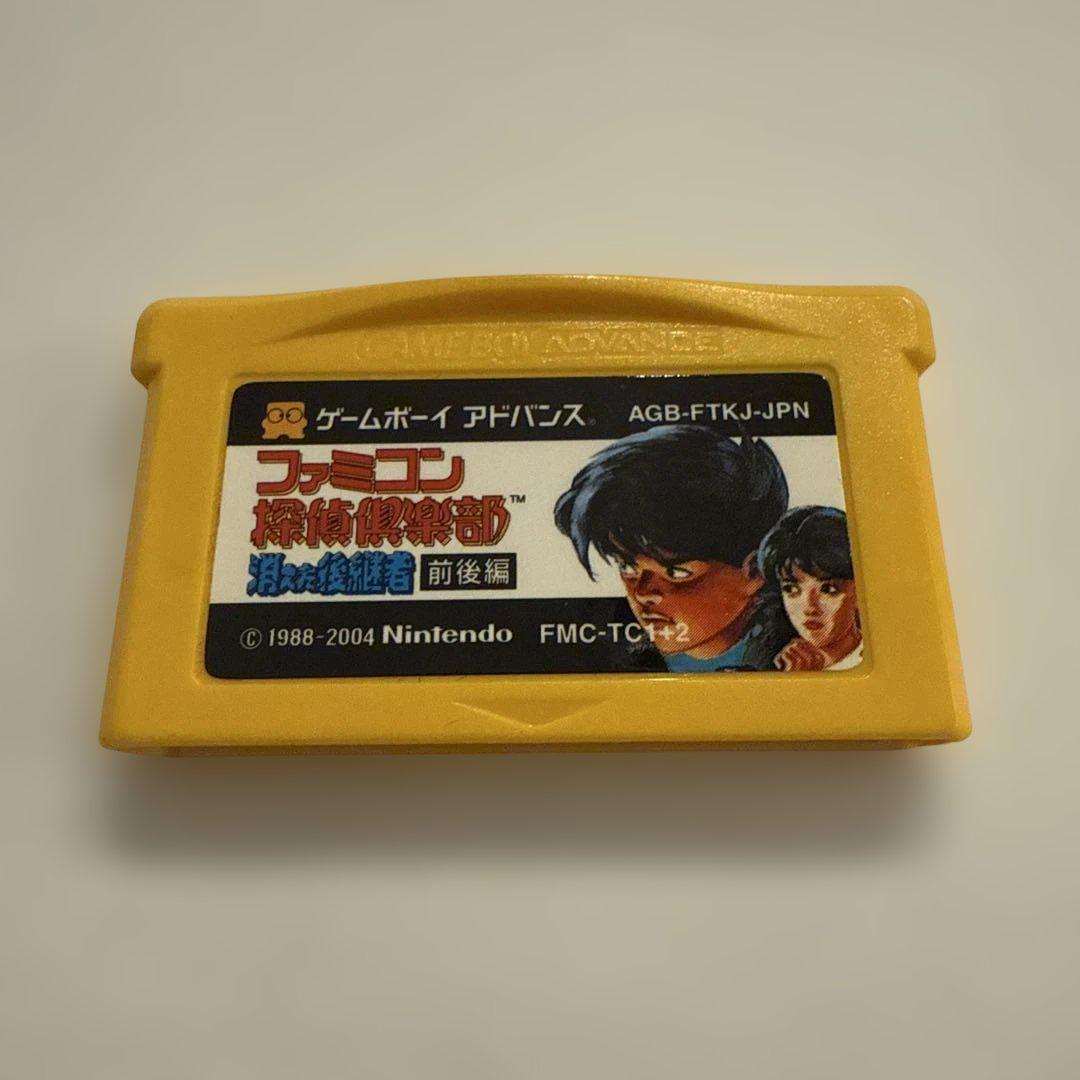 GAME BOY ADVANCE
ゲームボーイ アドバンス® AGB-FTKJ-JPN
ファミコン
探偵倶楽部™
消えた後継者 前後編
© 1988-2004 Nintendo FMC-TC1+2